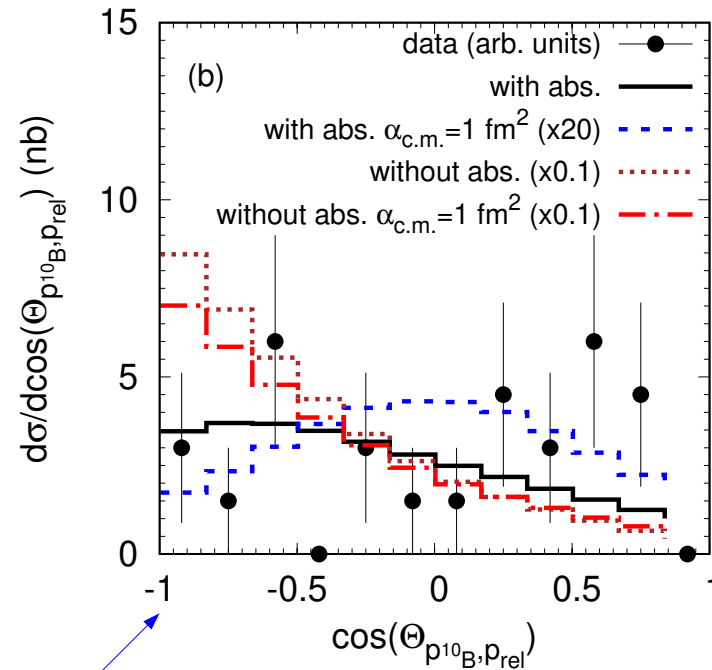 15
(b)
data (arb. units)
with abs.
with abs. α_c.m.=1 fm² (x20)
without abs. (x0.1)
without abs. α_c.m.=1 fm² (x0.1)
10
5
0
dσ/dcos(Θ_p¹⁰B,p_rel) (nb)
-1 -0.5 0 0.5 1
cos(Θ_p¹⁰B,p_rel)